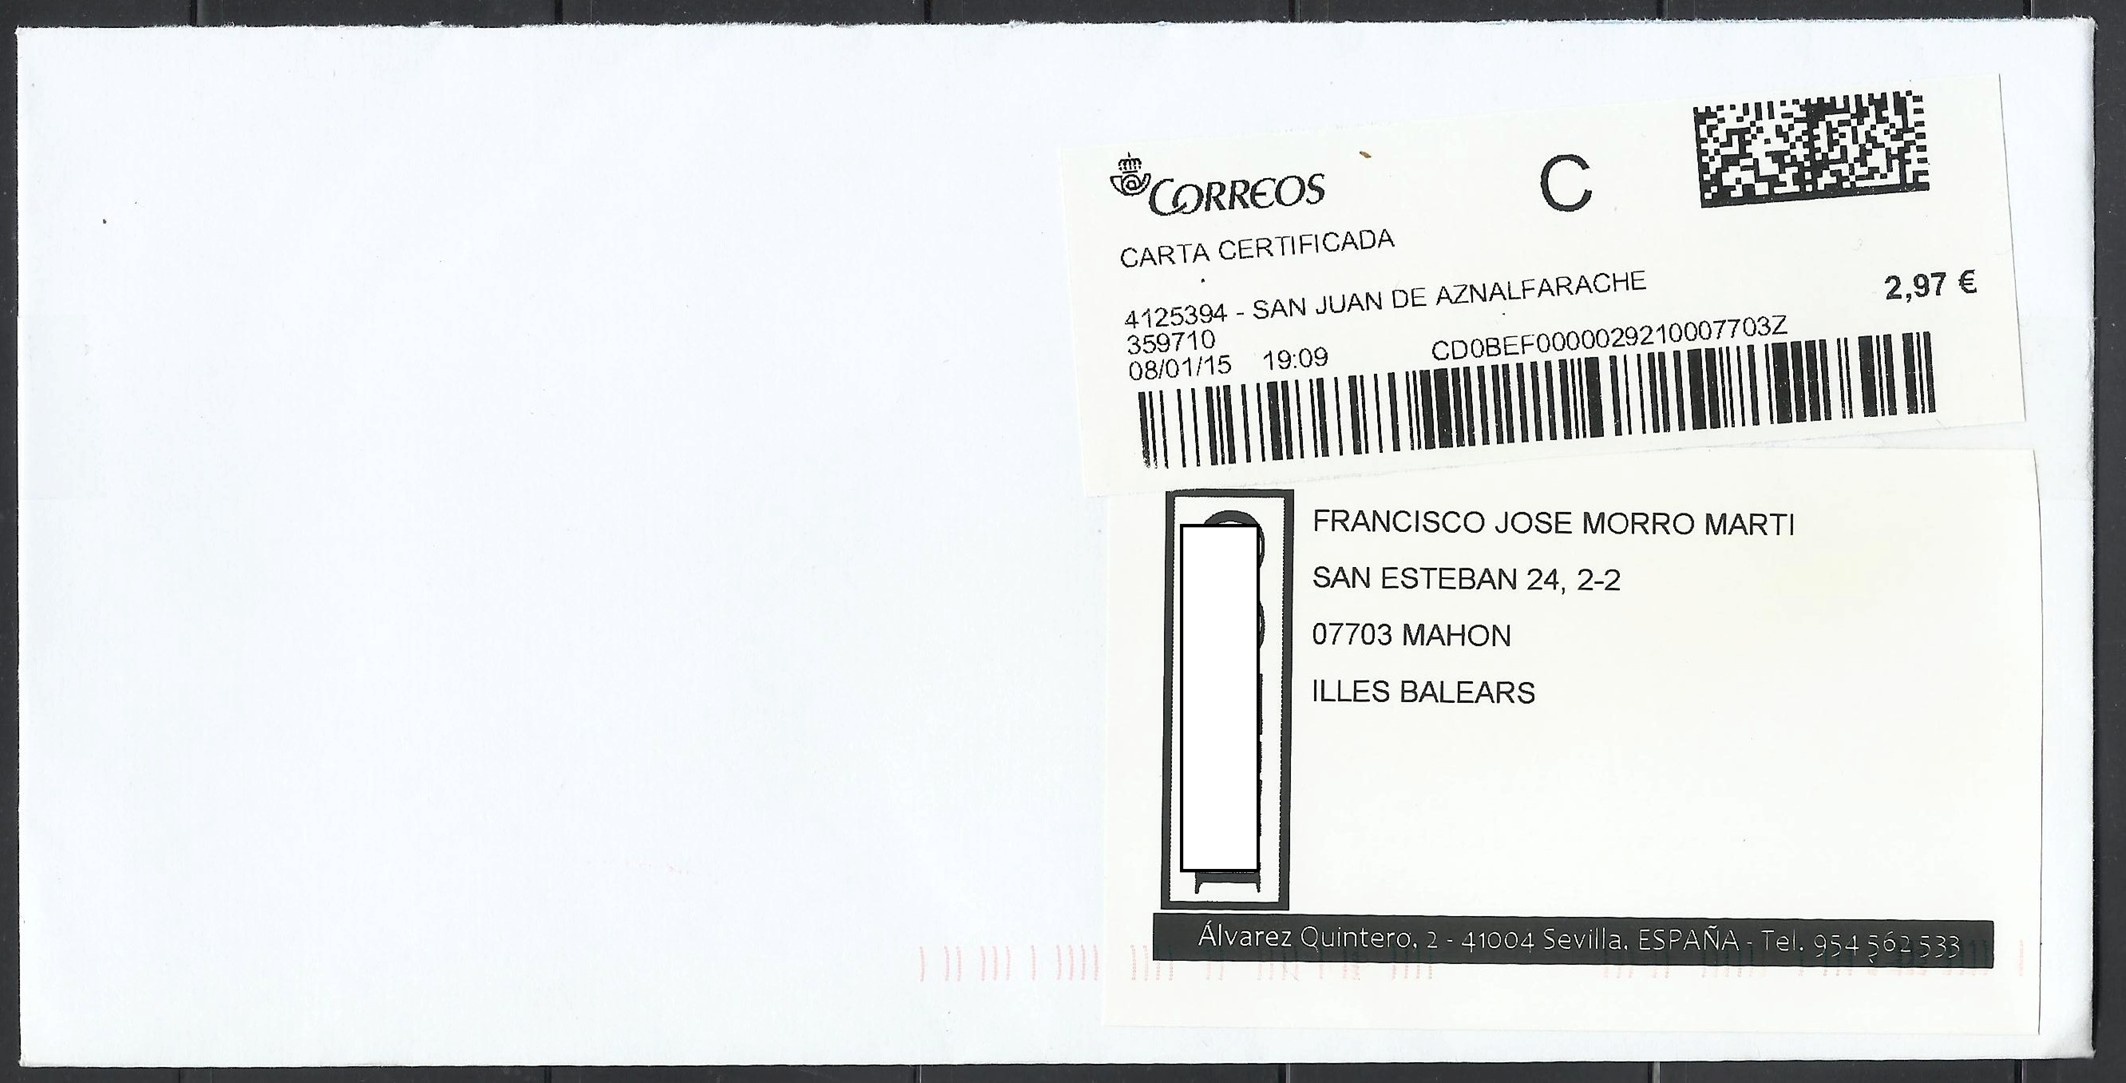 CORREOS
C
CARTA CERTIFICADA
4125394 - SAN JUAN DE AZNALFARACHE
2,97 €
359710
08/01/15 19:09 CD0BEF0000029210007703Z
FRANCISCO JOSE MORRO MARTI
SAN ESTEBAN 24, 2-2
07703 MAHON
ILLES BALEARS
Álvarez Quintero, 2 - 41004 Sevilla. ESPAÑA - Tel. 954 562 533